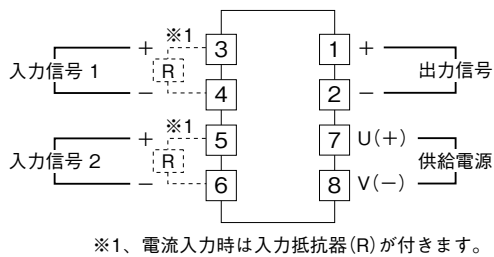 ※1
+ 3 1 +
入力信号 1 R 出力信号
− 4 2 −
※1
+ 5 7 U(+)
入力信号 2 R 供給電源
− 6 8 V(−)
※1、電流入力時は入力抵抗器(R)が付きます。